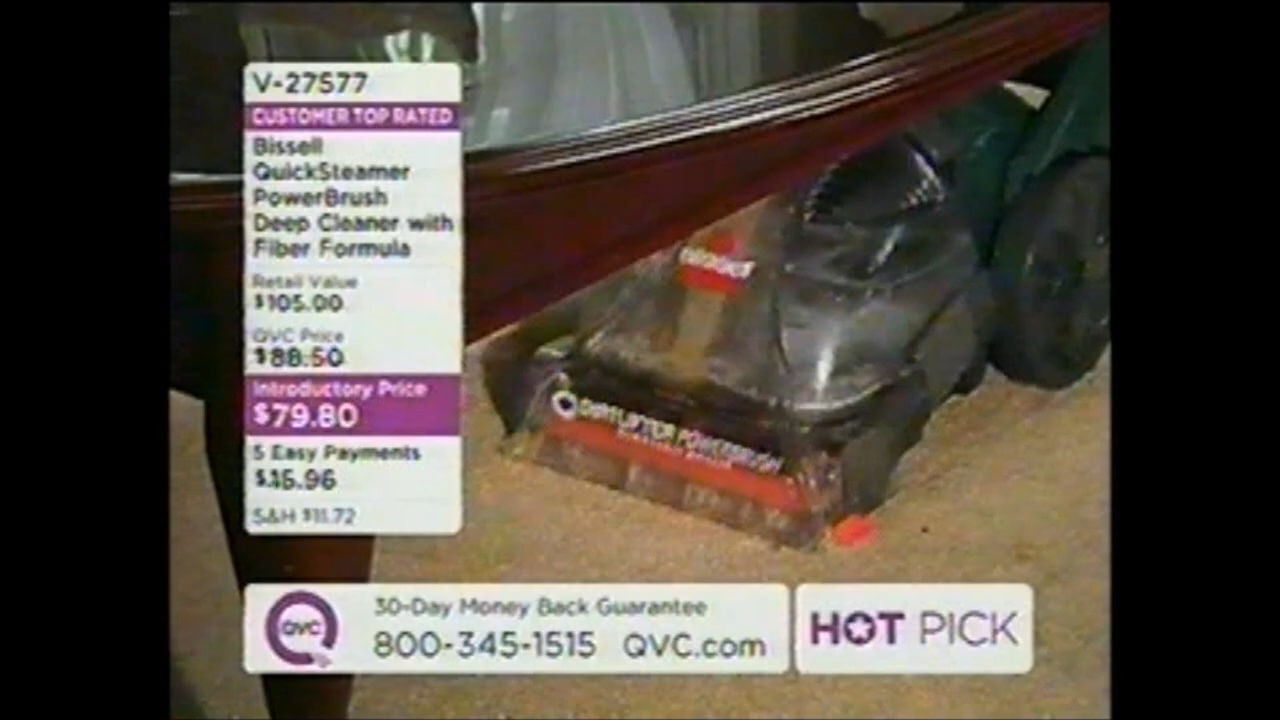 V-27577
CUSTOMER TOP RATED
Bissell
QuickSteamer
PowerBrush
Deep Cleaner with
Fiber Formula
Retail Value
$105.00
QVC Price
$88.50
Introductory Price
$79.80
5 Easy Payments
$15.96
S&H $11.72
BISSELL
DIRTLIFTER POWERBRUSH
QVC
30-Day Money Back Guarantee
800-345-1515 QVC.com
HOT PICK